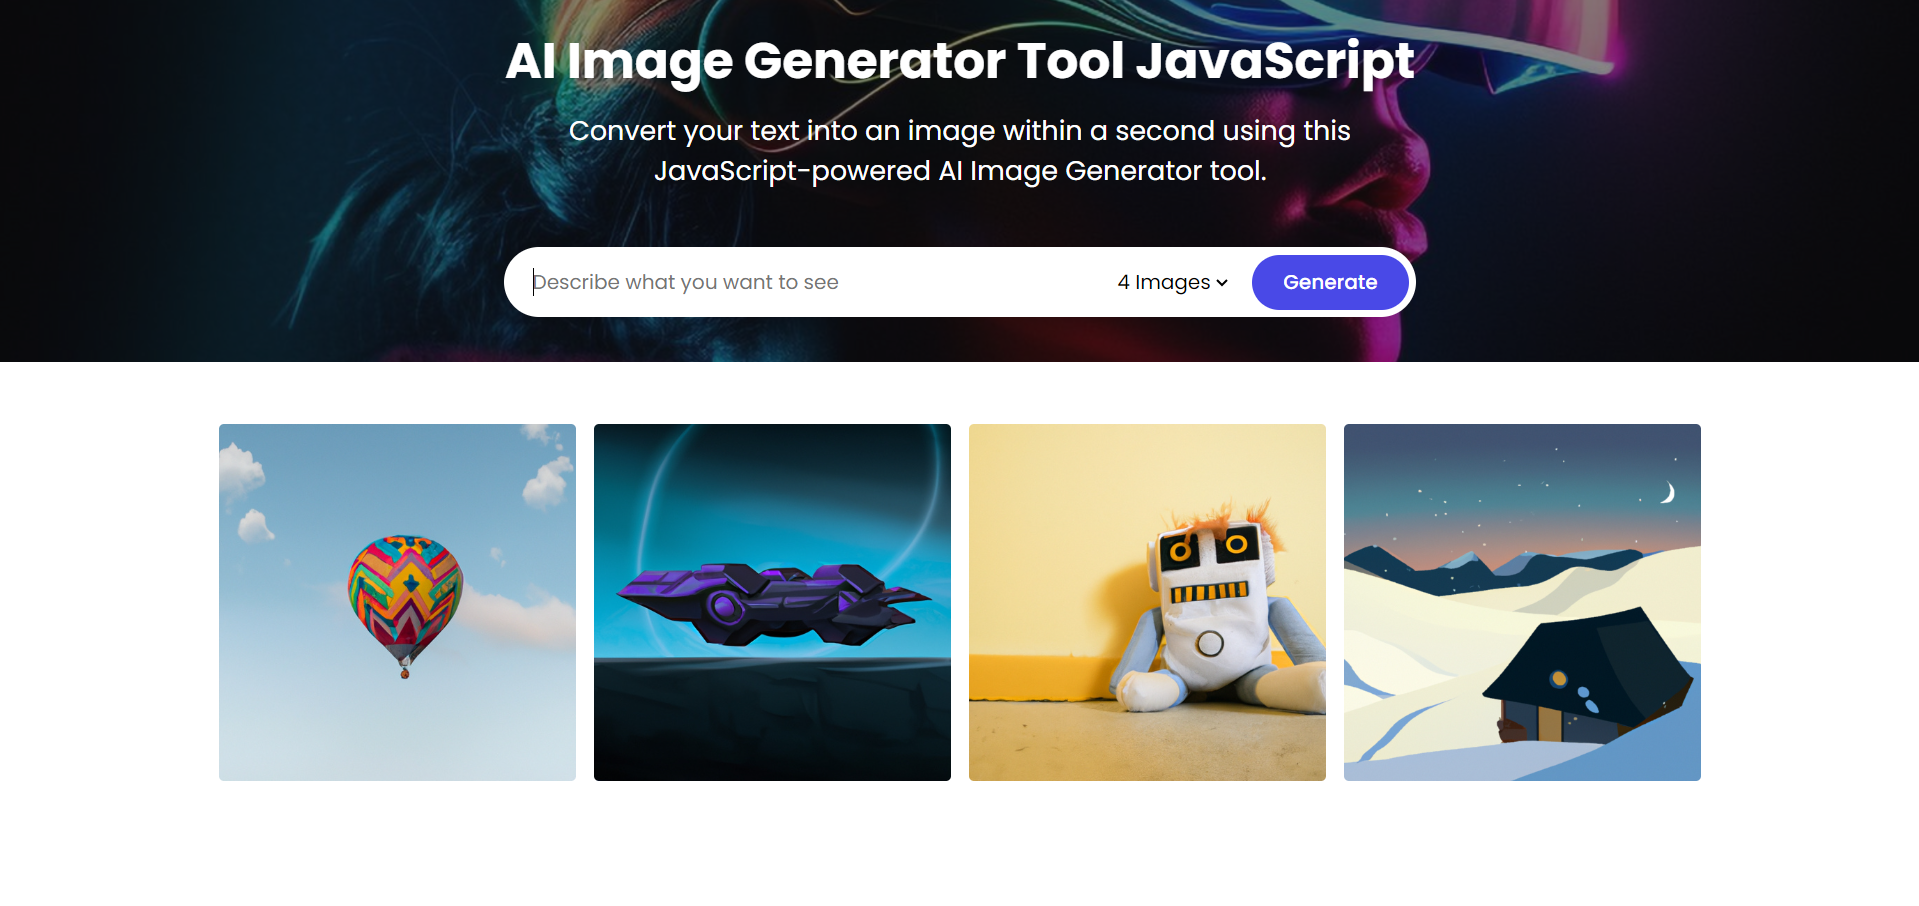 AI Image Generator Tool JavaScript
Convert your text into an image within a second using this
JavaScript-powered AI Image Generator tool.
Describe what you want to see
4 Images
Generate